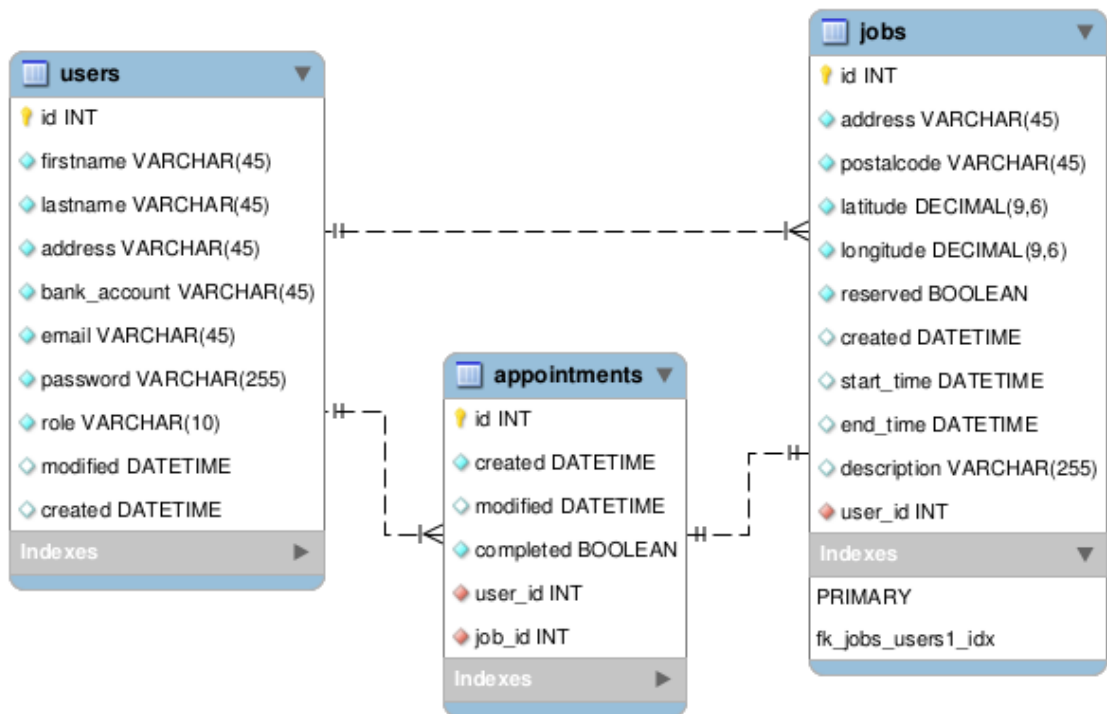 users
id INT
firstname VARCHAR(45)
lastname VARCHAR(45)
address VARCHAR(45)
bank_account VARCHAR(45)
email VARCHAR(45)
password VARCHAR(255)
role VARCHAR(10)
modified DATETIME
created DATETIME
Indexes
appointments
id INT
created DATETIME
modified DATETIME
completed BOOLEAN
user_id INT
job_id INT
Indexes
jobs
id INT
address VARCHAR(45)
postalcode VARCHAR(45)
latitude DECIMAL(9,6)
longitude DECIMAL(9,6)
reserved BOOLEAN
created DATETIME
start_time DATETIME
end_time DATETIME
description VARCHAR(255)
user_id INT
Indexes
PRIMARY
fk_jobs_users1_idx